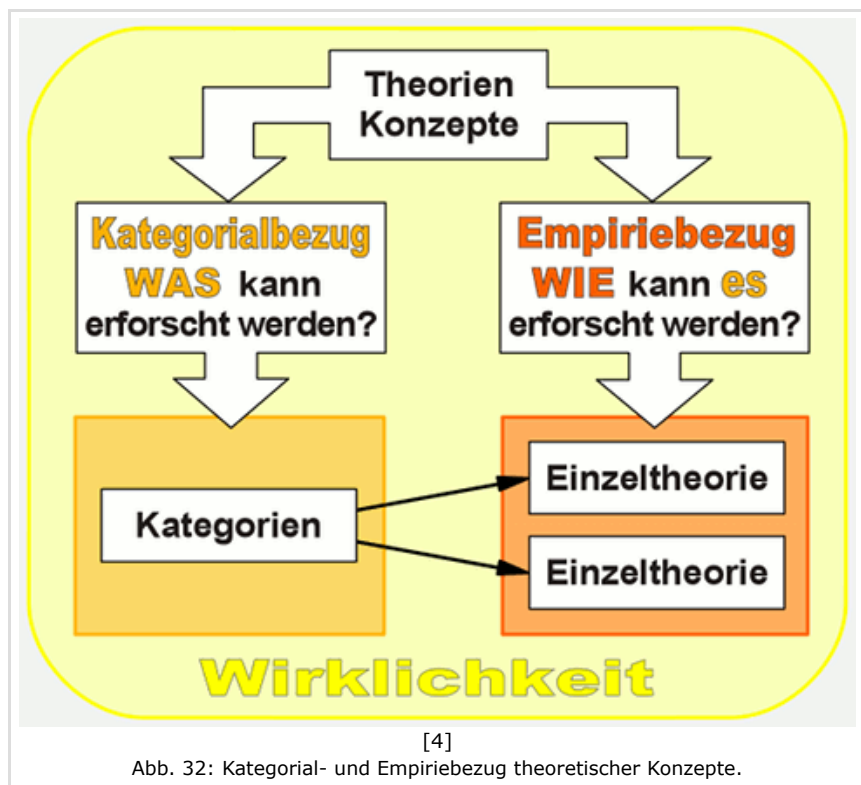 Theorien
Konzepte
Kategorialbezug
WAS kann
erforscht werden?
Empiriebezug
WIE kann es
erforscht werden?
Kategorien
Einzeltheorie
Einzeltheorie
Wirklichkeit
[4]
Abb. 32: Kategorial- und Empiriebezug theoretischer Konzepte.